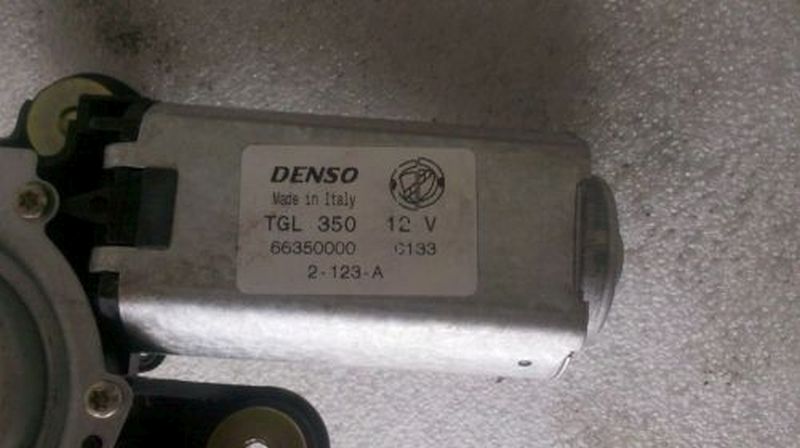 DENSO
Made in Italy
TGL 350 12 V
66350000 C133
2-123-A